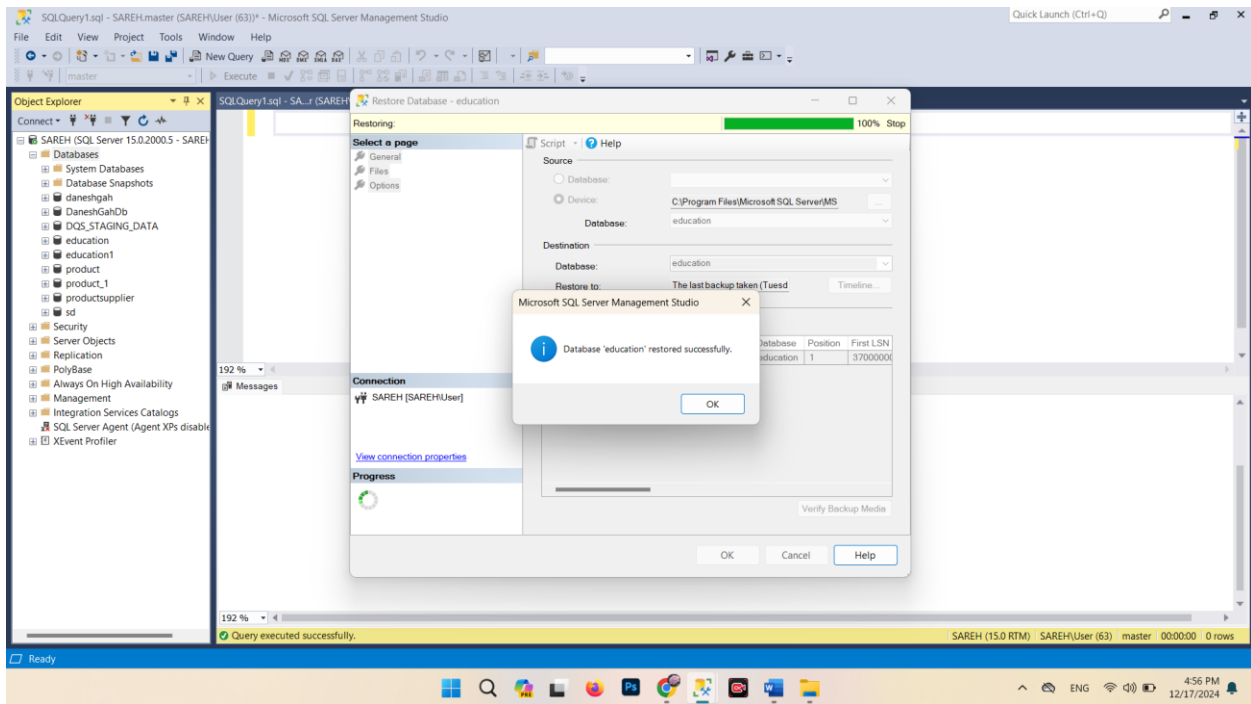 SQLQuery1.sql - SAREH.master (SAREH\User (63))* - Microsoft SQL Server Management Studio
Quick Launch (Ctrl+Q)
File Edit View Project Tools Window Help
New Query MDX DMX XMLA DAX
master Execute
Object Explorer
Connect
SAREH (SQL Server 15.0.2000.5 - SAREH
Databases
System Databases
Database Snapshots
daneshgah
DaneshGahDb
DQS_STAGING_DATA
education
education1
product
product_1
productsupplier
sd
Security
Server Objects
Replication
PolyBase
Always On High Availability
Management
Integration Services Catalogs
SQL Server Agent (Agent XPs disable
XEvent Profiler
SQLQuery1.sql - SA...r (SAREH
192 %
Messages
192 %
Restore Database - education
Restoring: 100% Stop
Select a page
General
Files
Options
Connection
SAREH [SAREH\User]
View connection properties
Progress
Script Help
Source
Database:
Device: C:\Program Files\Microsoft SQL Server\MS ...
Database: education
Destination
Database: education
Restore to: The last backup taken (Tuesd Timeline...
Database Position First LSN
education 1 3700000
Verify Backup Media
OK Cancel Help
Microsoft SQL Server Management Studio
Database 'education' restored successfully.
OK
Query executed successfully. SAREH (15.0 RTM) SAREH\User (63) master 00:00:00 0 rows
Ready
PRE Ps W ENG 4:56 PM
12/17/2024